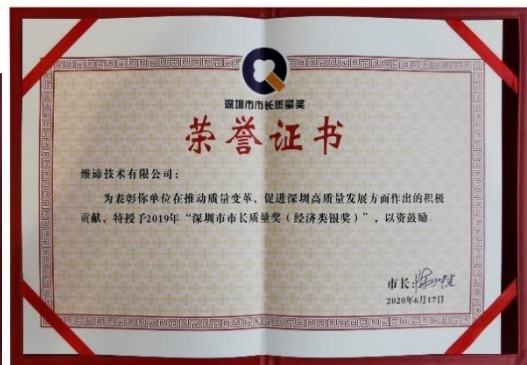 深圳市市长质量奖
荣誉证书
维谛技术有限公司:
为表彰你单位在推动质量变革、促进深圳高质量发展方面作出的积极
贡献,特授予2019年“深圳市市长质量奖(经济类银奖)”,以资鼓励。
市长:
2020年6月17日